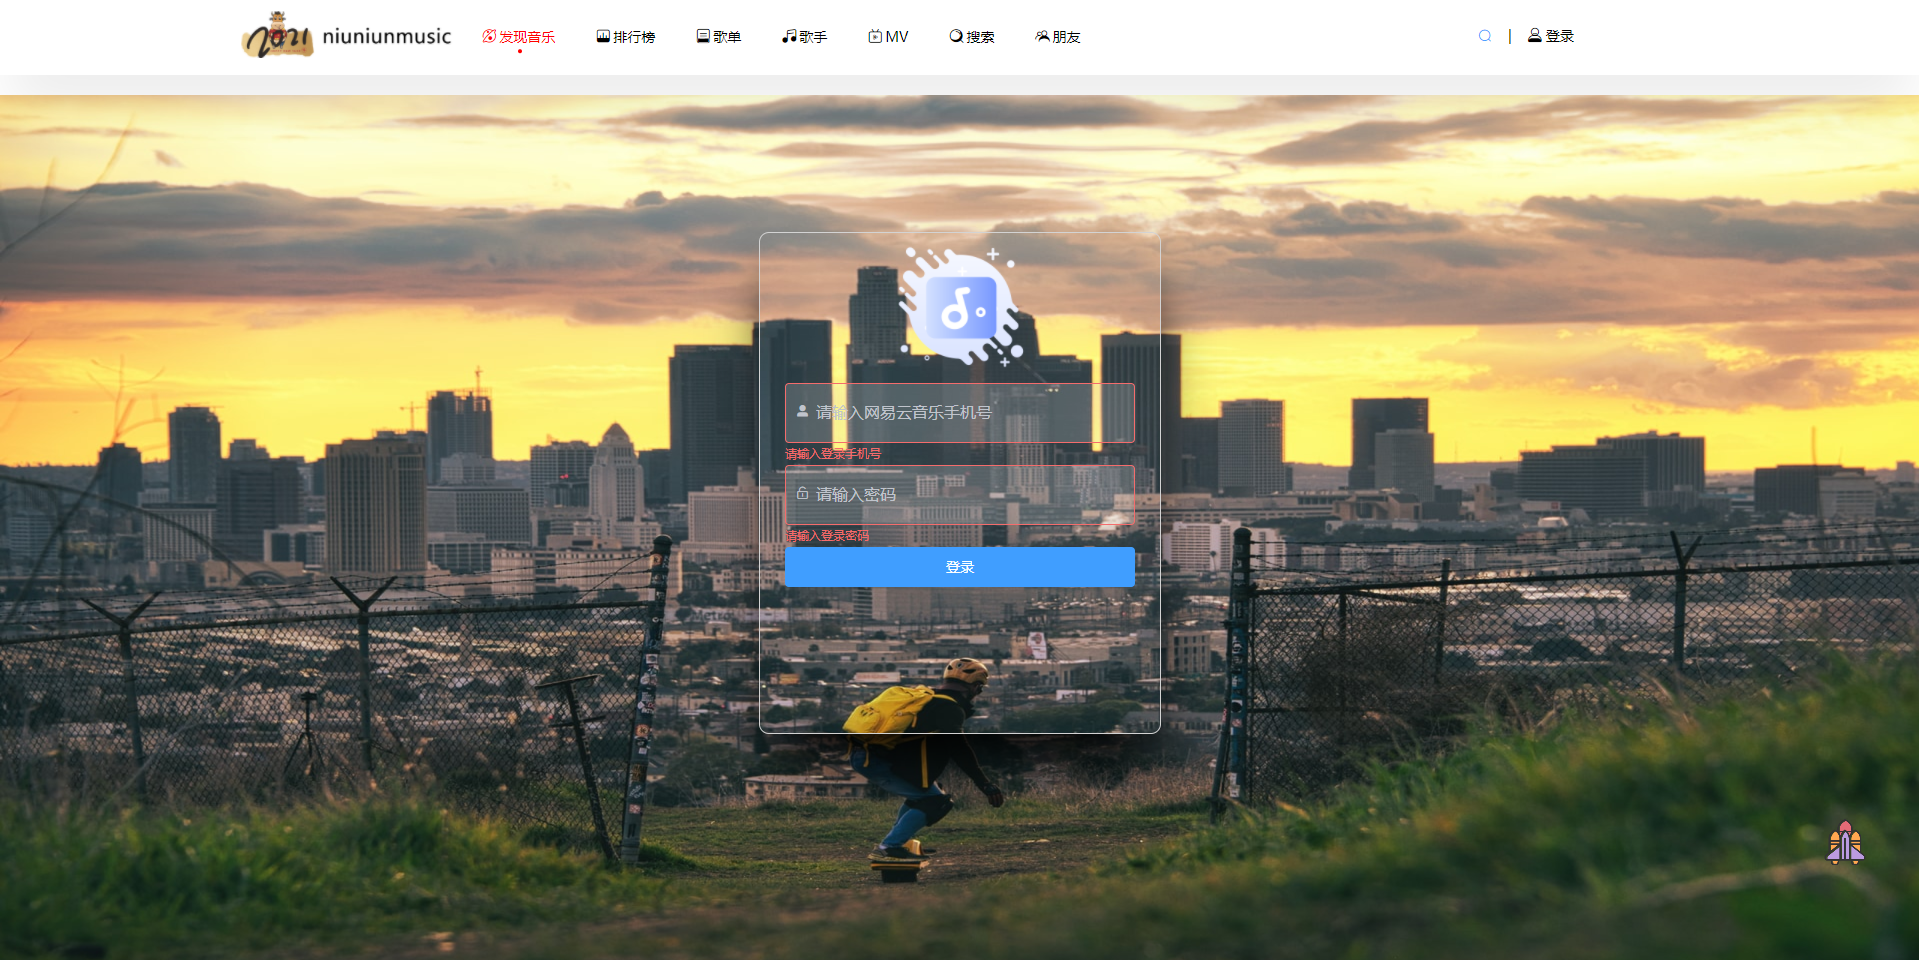 2021 niuniunmusic 发现音乐 排行榜 歌单 歌手 MV 搜索 朋友 登录
请输入网易云音乐手机号
请输入登录手机号
请输入密码
请输入登录密码
登录